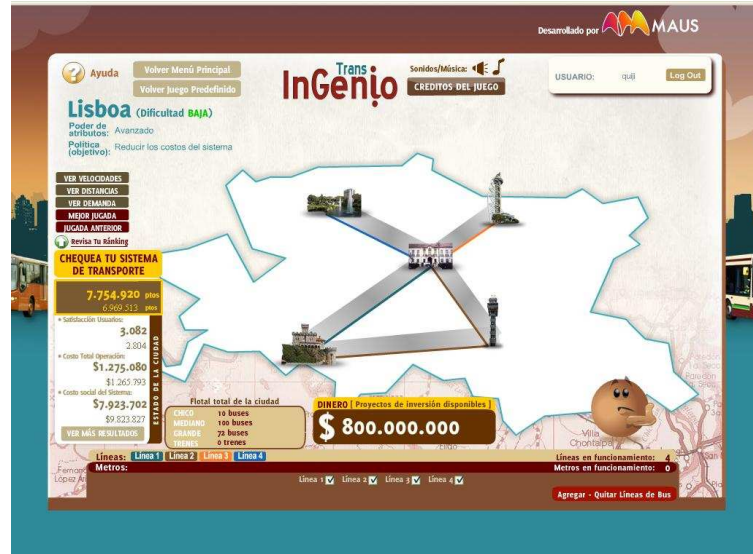 Desarrollado por MAUS
Ayuda
Volver Menú Principal
Volver Juego Predefinido
Trans
InGenio
Sonidos/Música:
CREDITOS DEL JUEGO
USUARIO: quiji
Log Out
Lisboa (Dificultad BAJA)
Poder de atributos: Avanzado
Política (objetivo): Reducir los costos del sistema
VER VELOCIDADES
VER DISTANCIAS
VER DEMANDA
MEJOR JUGADA
JUGADA ANTERIOR
Revisa Tu Ránking
CHEQUEA TU SISTEMA
DE TRANSPORTE
7.754.920 ptos
6.969.513 ptos
Satisfacción Usuarios:
3.082
2.804
Costo Total Operación:
$1.275.080
$1.265.793
Costo social del Sistema:
$7.923.702
$9.823.827
VER MÁS RESULTADOS
ESTADO DE LA CIUDAD
Flotal total de la ciudad
CHICO 10 buses
MEDIANO 100 buses
GRANDE 72 buses
TRENES 0 trenes
DINERO [ Proyectos de inversión disponibles ]
$ 800.000.000
Villa
Líneas: Línea 1 Línea 2 Línea 3 Línea 4
Líneas en funcionamiento: 4
Metros:
Metros en funcionamiento: 0
Línea 1 Línea 2 Línea 3 Línea 4
Agregar - Quitar Líneas de Bus